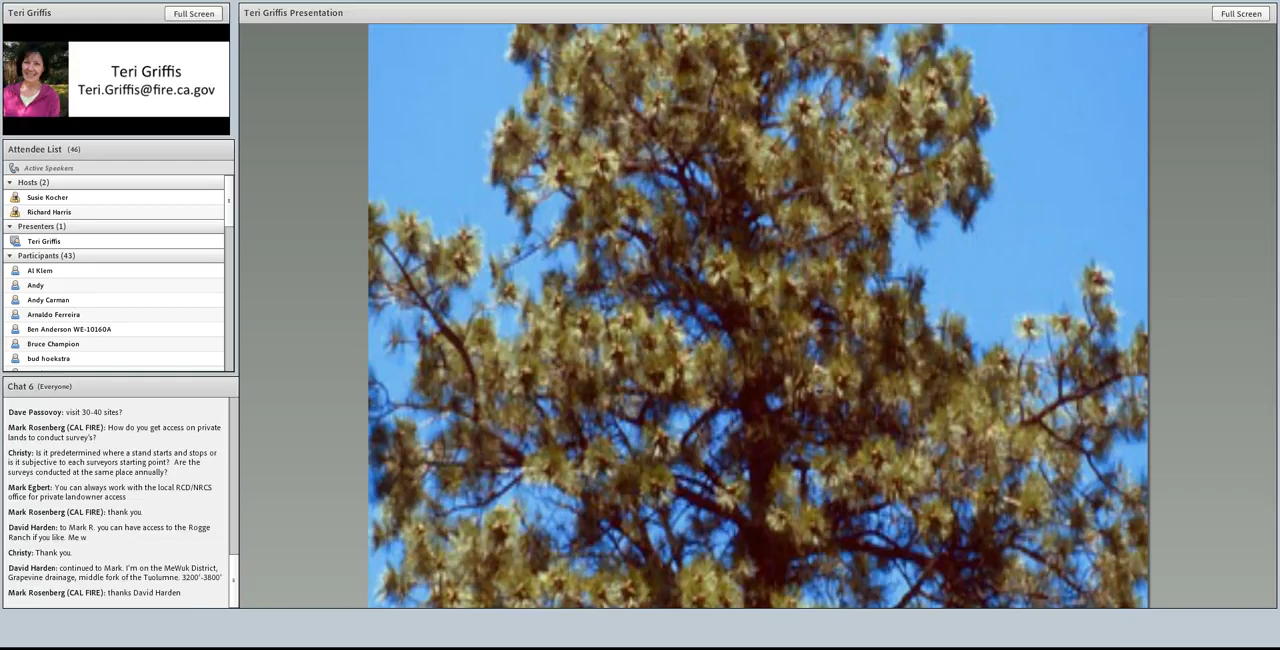 Teri Griffis
Full Screen
Teri Griffis
Teri.Griffis@fire.ca.gov
Attendee List (46)
Active Speakers
Hosts (2)
Susie Kocher
Richard Harris
Presenters (1)
Teri Griffis
Participants (43)
Al Klem
Andy
Andy Carman
Arnaldo Ferreira
Ben Anderson WE-10160A
Bruce Champion
bud hoekstra
Chat 6 (Everyone)
Dave Passovoy: visit 30-40 sites?
Mark Rosenberg (CAL FIRE): How do you get access on private
lands to conduct survey's?
Christy: Is it predetermined where a stand starts and stops or
is it subjective to each surveyors starting point? Are the
surveys conducted at the same place annually?
Mark Egbert: You can always work with the local RCD/NRCS
office for private landowner access
Mark Rosenberg (CAL FIRE): thank you.
David Harden: to Mark R. you can have access to the Rogge
Ranch if you like. Me w
Christy: Thank you.
David Harden: continued to Mark. I'm on the MeWuk District,
Grapevine drainage, middle fork of the Tuolumne. 3200'-3800'
Mark Rosenberg (CAL FIRE): thanks David Harden
Teri Griffis Presentation
Full Screen